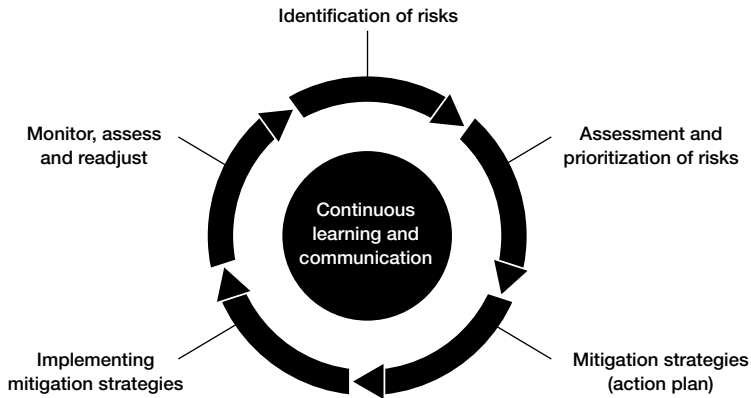 Identification of risks
Assessment and
prioritization of risks
Mitigation strategies
(action plan)
Implementing
mitigation strategies
Monitor, assess
and readjust
Continuous
learning and
communication